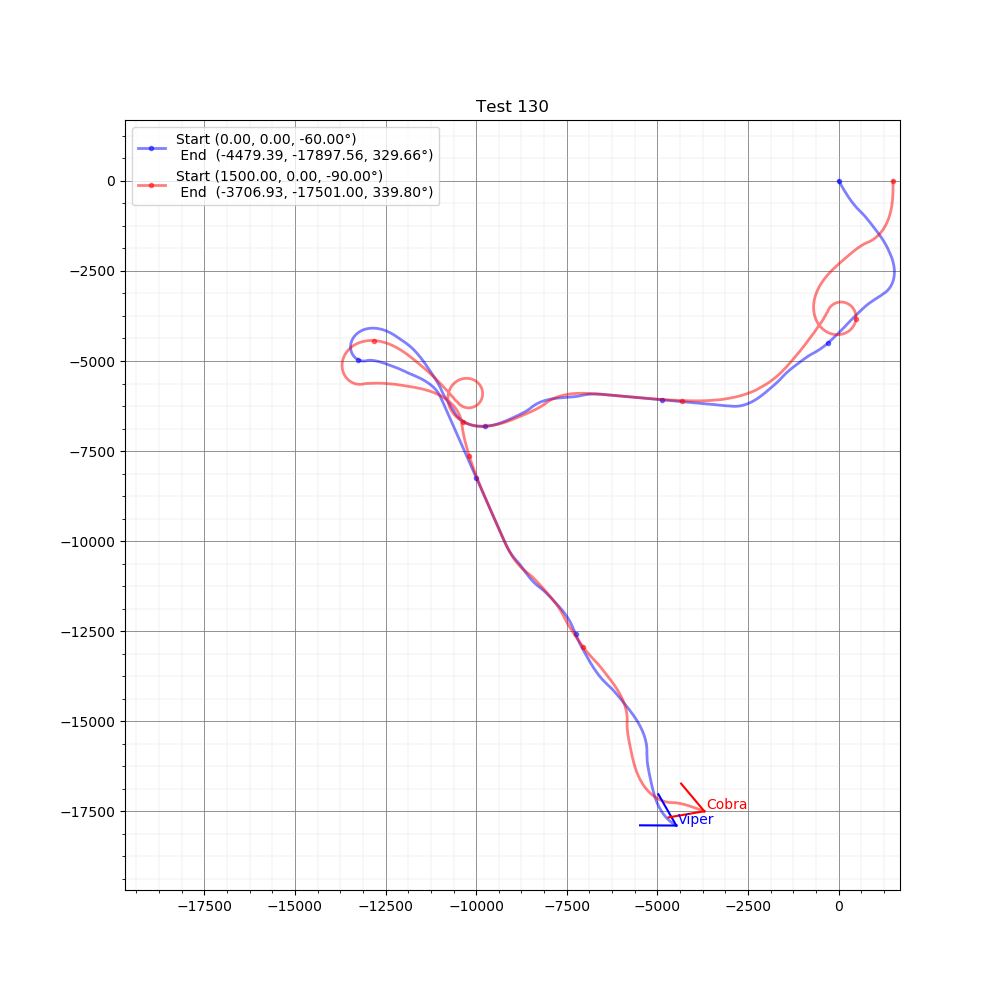 Test 130
Start (0.00, 0.00, -60.00°)
End  (-4479.39, -17897.56, 329.66°)
Start (1500.00, 0.00, -90.00°)
End  (-3706.93, -17501.00, 339.80°)
0
−2500
−5000
−7500
−10000
−12500
−15000
−17500
Cobra
Viper
−17500 −15000 −12500 −10000 −7500 −5000 −2500 0